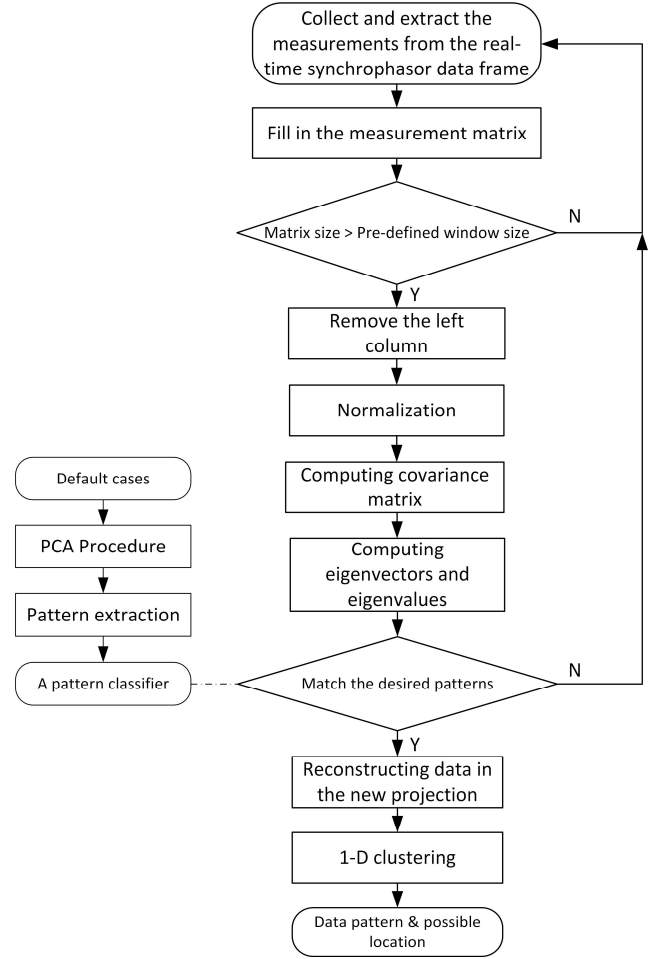 Collect and extract the
measurements from the real-
time synchrophasor data frame
Fill in the measurement matrix
Matrix size > Pre-defined window size
N
Y
Remove the left
column
Normalization
Computing covariance
matrix
Computing
eigenvectors and
eigenvalues
Default cases
PCA Procedure
Pattern extraction
A pattern classifier
Match the desired patterns
N
Y
Reconstructing data in
the new projection
1-D clustering
Data pattern & possible
location